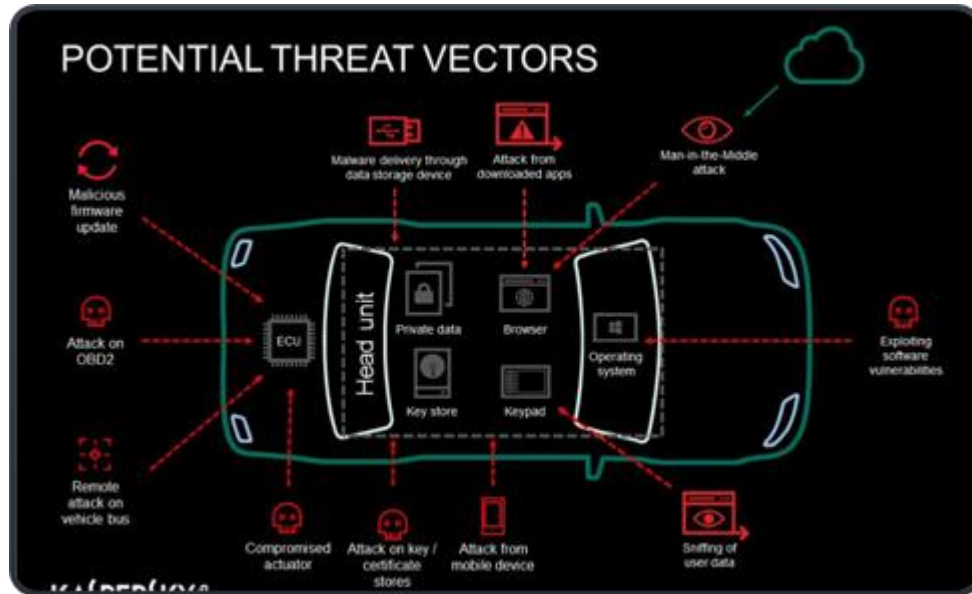 POTENTIAL THREAT VECTORS
Malware delivery through
data storage device
Attack from
downloaded apps
Man-in-the-Middle
attack
Malicious
firmware
update
Attack on
OBD2
Remote
attack on
vehicle bus
ECU
Head unit
Private data
Browser
Key store
Keypad
Operating
system
Exploiting
software
vulnerabilities
Compromised
actuator
Attack on key /
certificate
stores
Attack from
mobile device
Sniffing of
user data
KASPERSKY